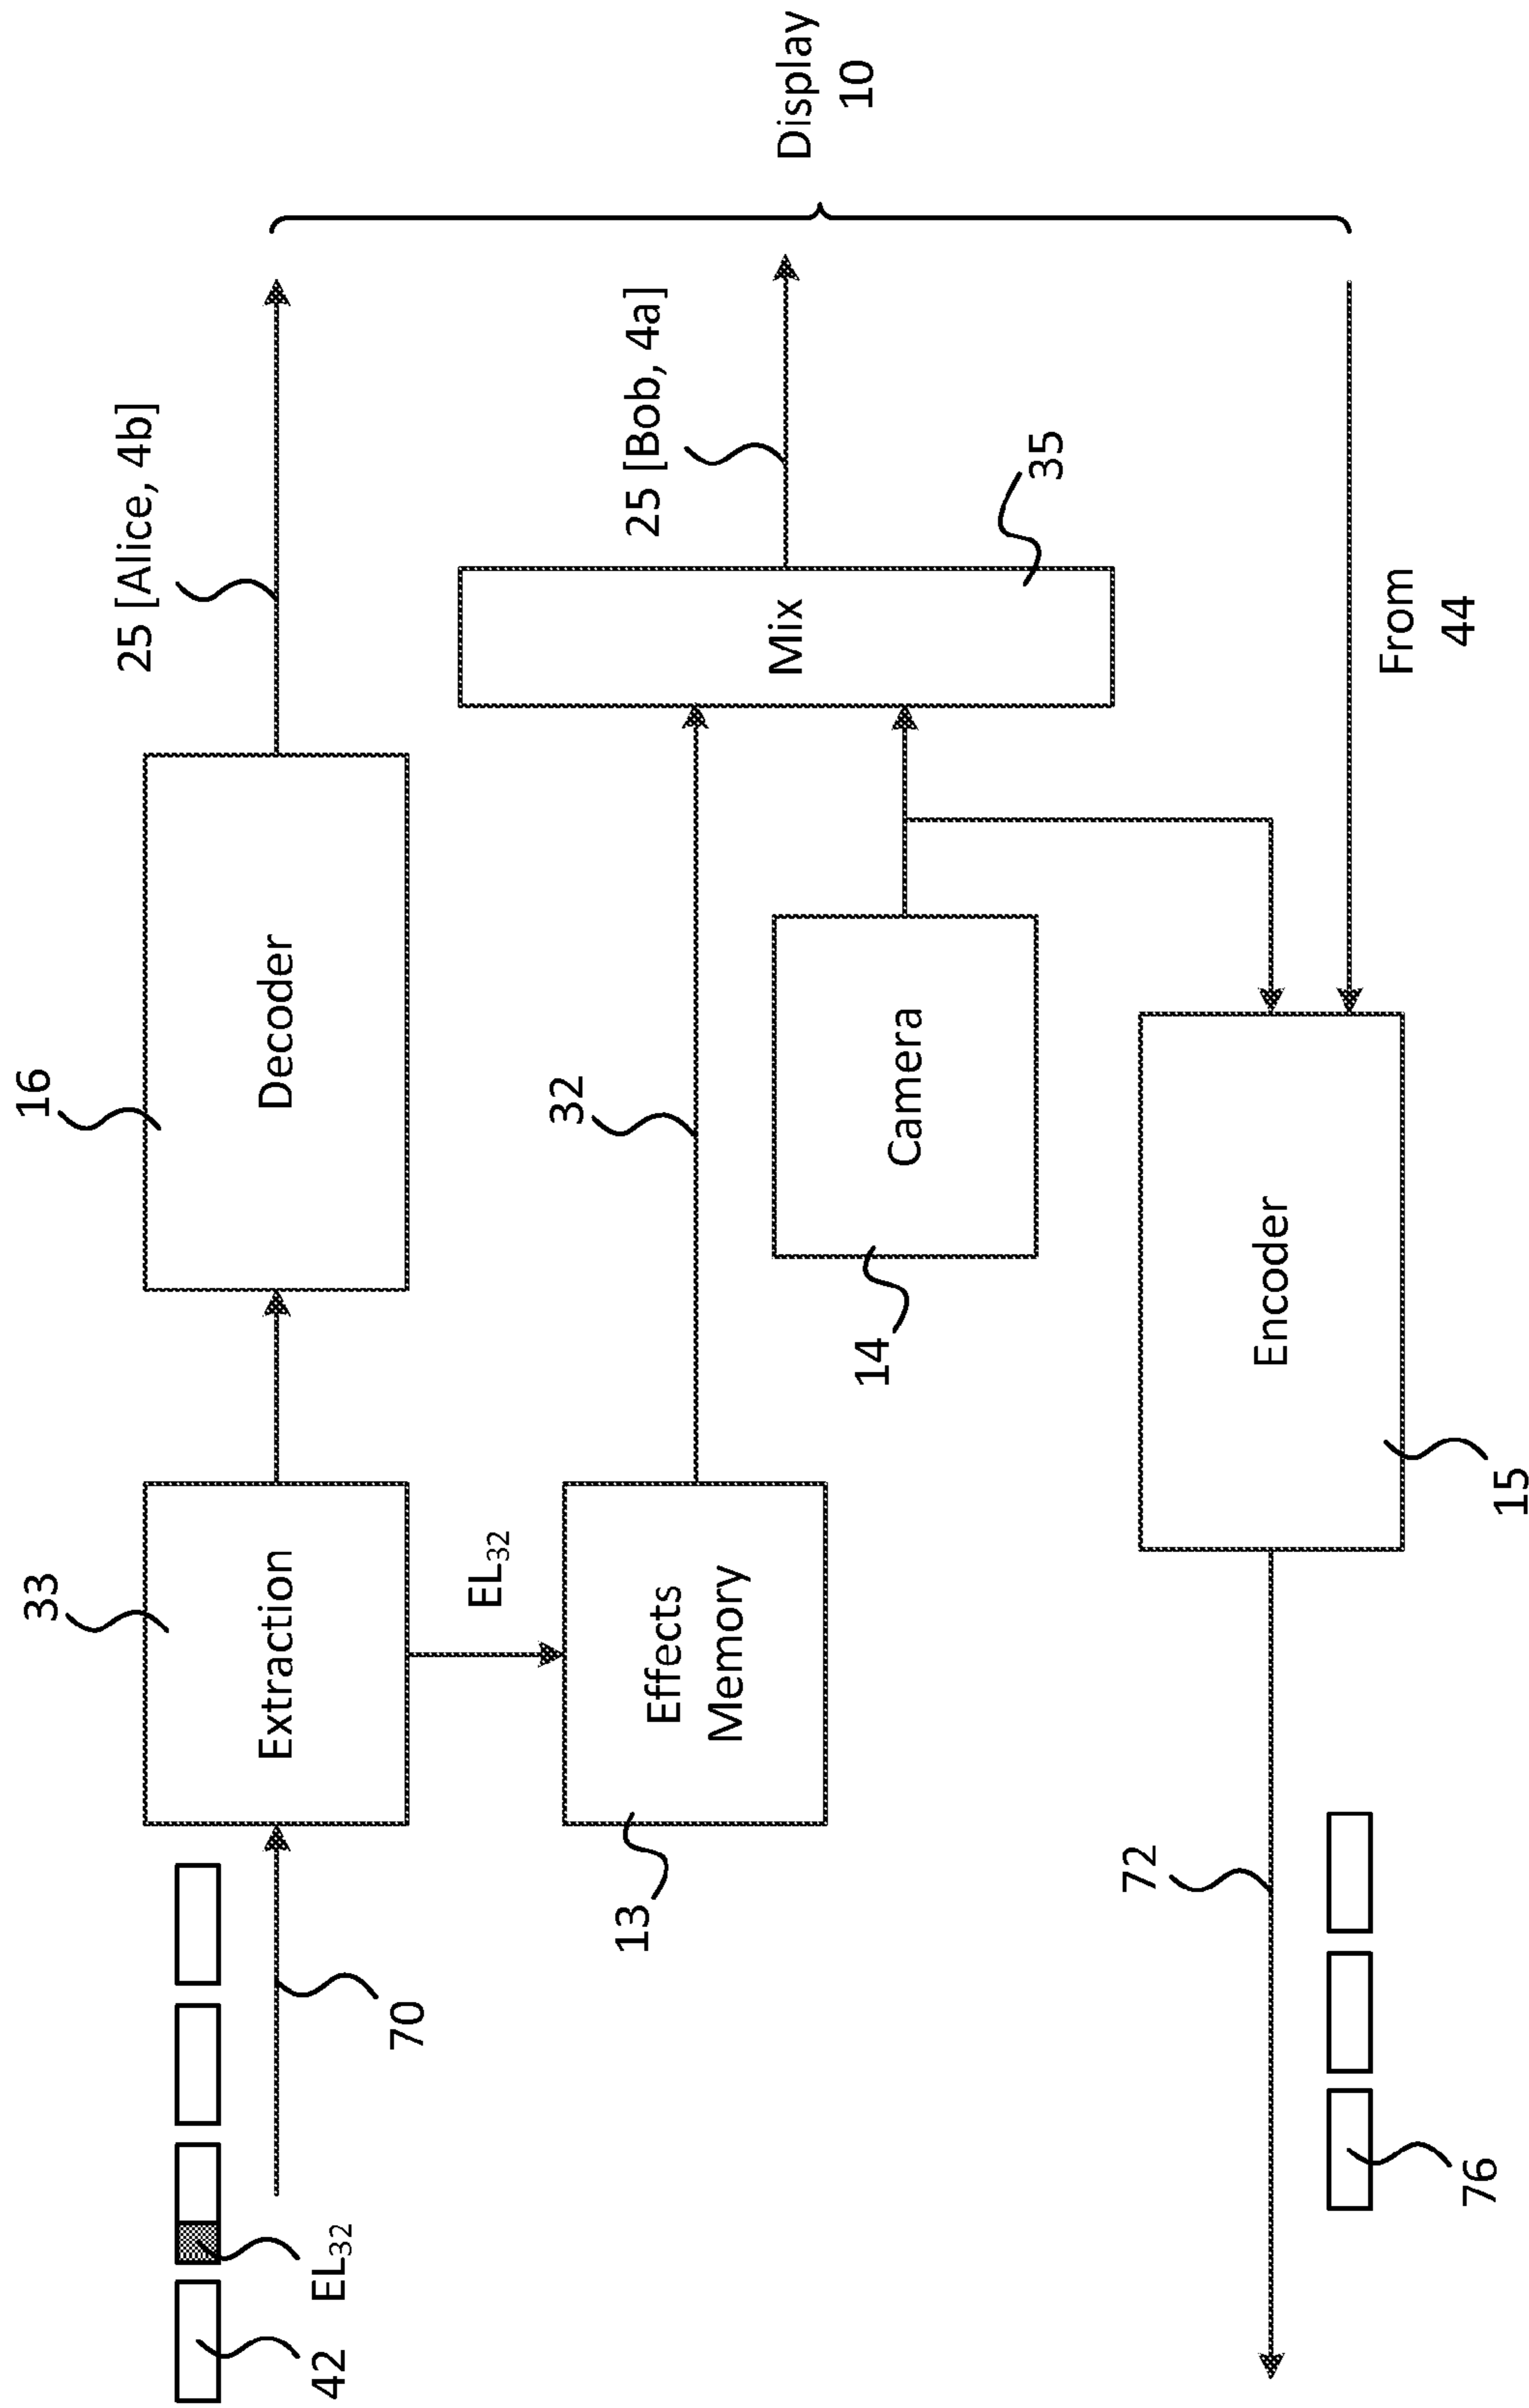 42
EL32
70
33
Extraction
EL32
13
Effects
Memory
16
Decoder
32
25 [Alice, 4b]
14
Camera
Mix
35
25 [Bob, 4a]
Display
10
72
76
15
Encoder
From
44